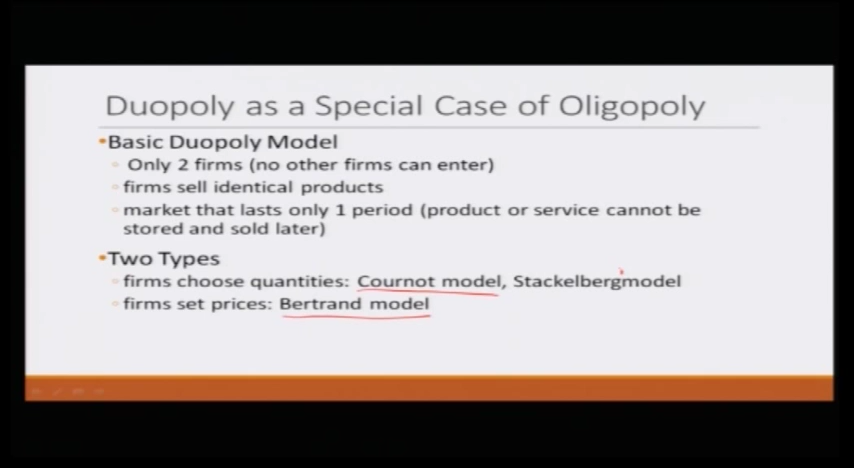 Duopoly as a Special Case of Oligopoly
•Basic Duopoly Model
◦ Only 2 firms (no other firms can enter)
◦ firms sell identical products
◦ market that lasts only 1 period (product or service cannot be
stored and sold later)
•Two Types
◦ firms choose quantities: Cournot model, Stackelbergmodel
◦ firms set prices: Bertrand model